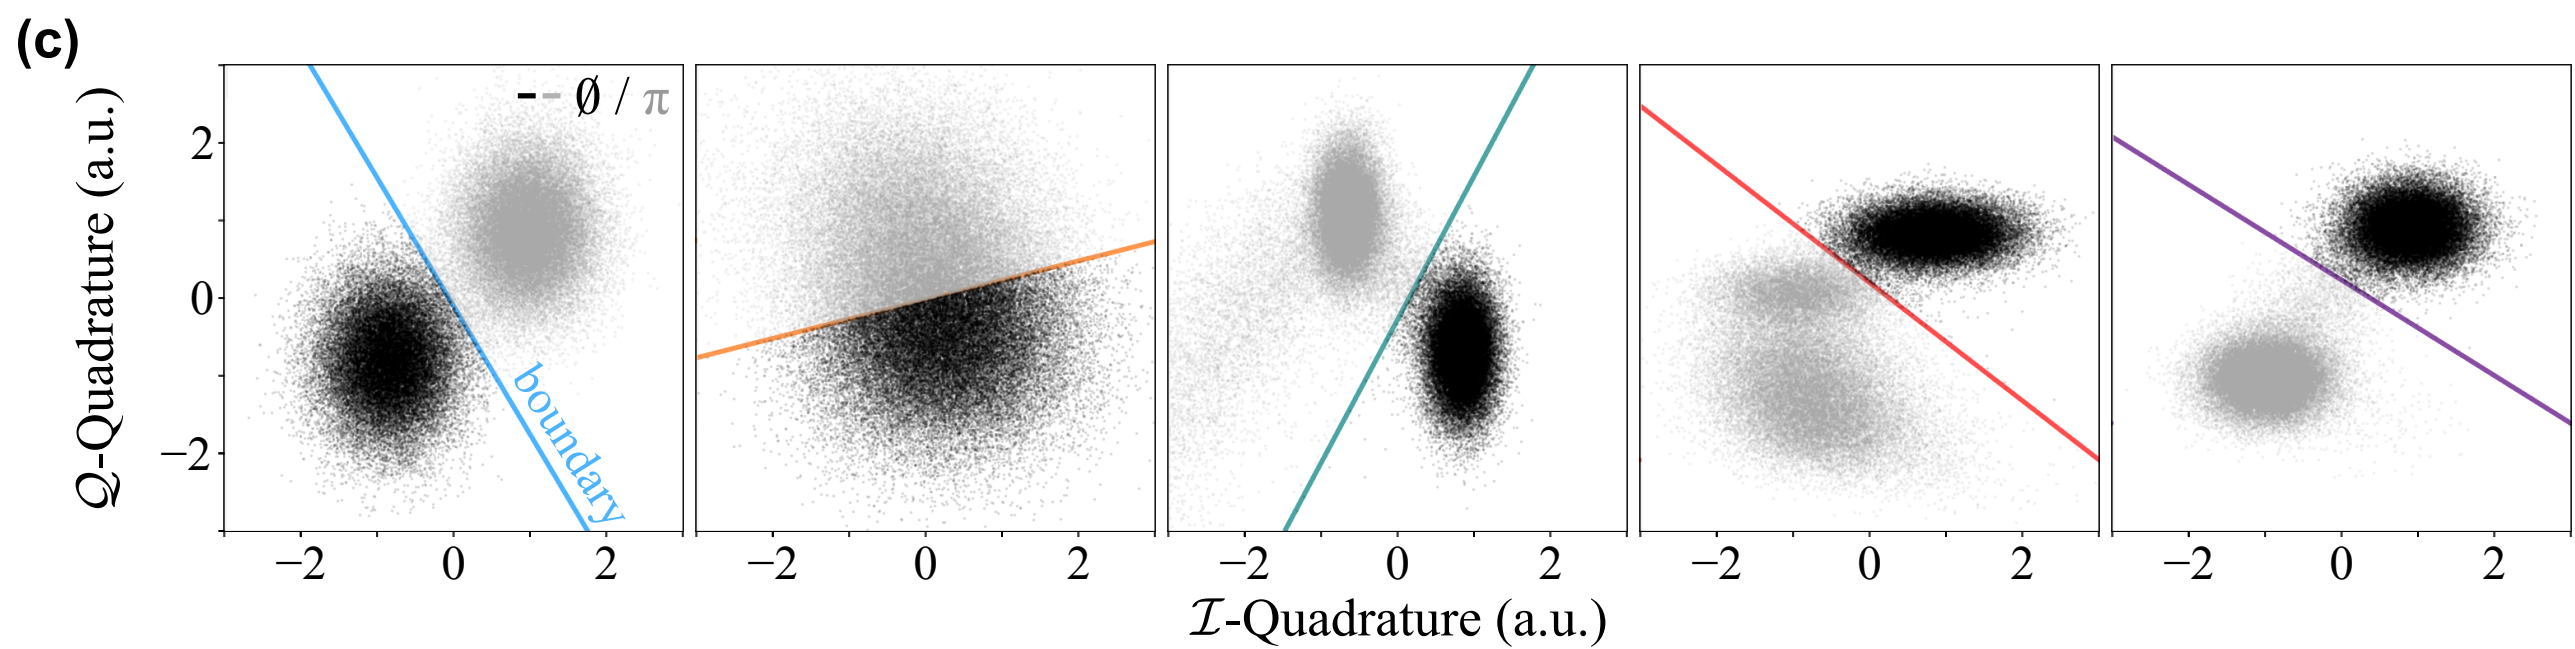 (c)
∅ / π
boundary
𝒬-Quadrature (a.u.)
2
0
−2
−2 0 2 −2 0 2 −2 0 2 −2 0 2 −2 0 2
ℐ-Quadrature (a.u.)